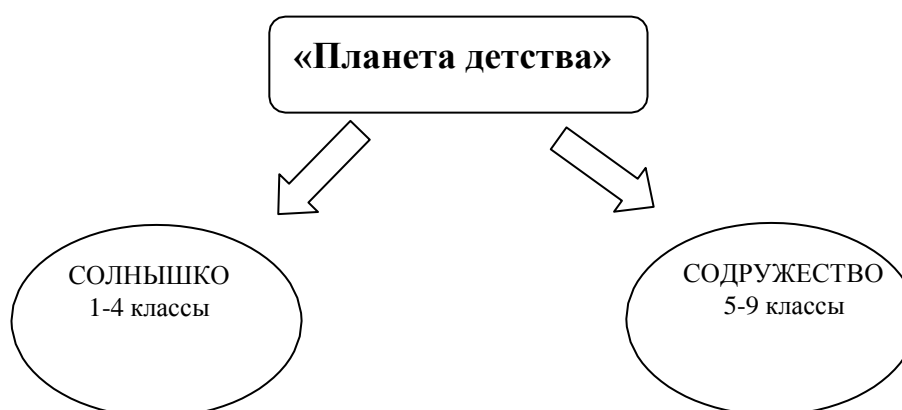 «Планета детства»
СОЛНЫШКО
1-4 классы
СОДРУЖЕСТВО
5-9 классы